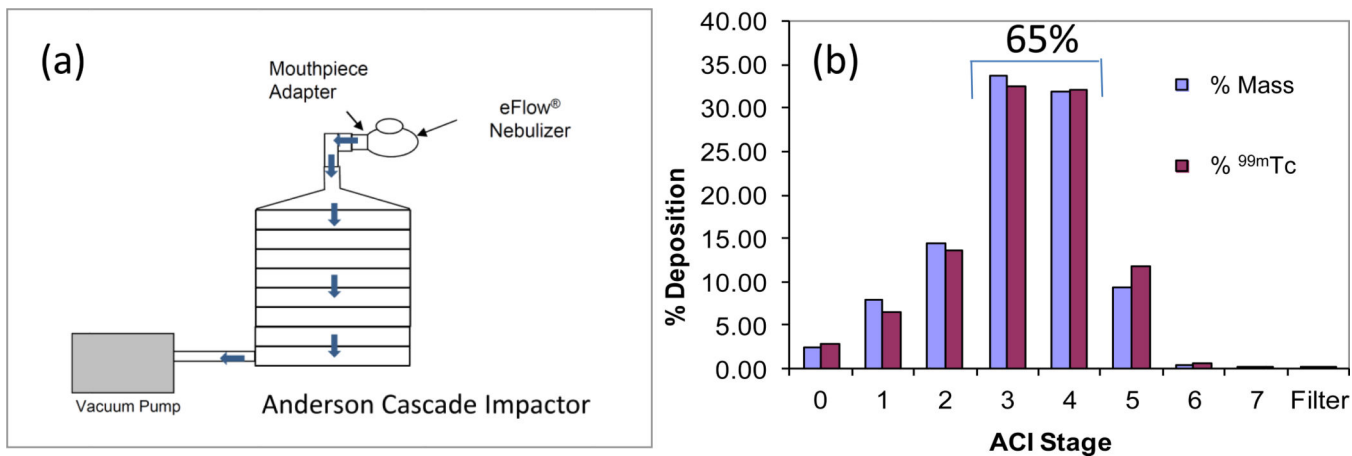 (a)
Mouthpiece
Adapter
eFlow®
Nebulizer
Vacuum Pump
Anderson Cascade Impactor
(b)
65%
% Mass
% 99mTc
% Deposition
40.00
35.00
30.00
25.00
20.00
15.00
10.00
5.00
0.00
0 1 2 3 4 5 6 7 Filter
ACI Stage